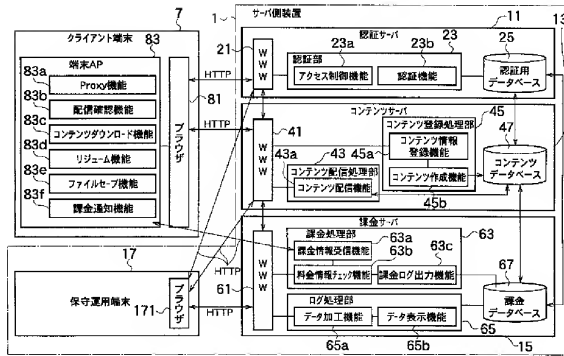 7
1
サーバ側装置
11
13
クライアント端末
83
端末AP
83a
Proxy機能
83b
配信確認機能
83c
コンテンツダウンロード機能
83d
リジューム機能
83e
ファイルセーブ機能
83f
課金通知機能
81
ブラウザ
HTTP
HTTP
HTTP
HTTP
認証サーバ
21
WWW
認証部
23
23a
アクセス制御機能
23b
認証機能
25
認証用
データベース
コンテンツサーバ
41
WWW
コンテンツ登録処理部
45
45a
コンテンツ情報
登録機能
コンテンツ作成機能
45b
43
43a
コンテンツ配信処理部
コンテンツ配信機能
47
コンテンツ
データベース
課金サーバ
61
WWW
課金処理部
63
課金情報受信機能
63a
63b
63c
料金情報チェック機能
課金ログ出力機能
67
課金
データベース
ログ処理部
データ加工機能
データ表示機能
65
65a
65b
15
17
保守運用端末
171
ブラウザ